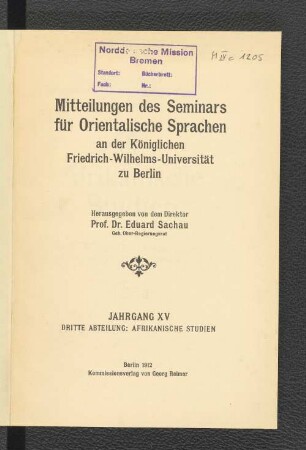 Norddeutsche Mission
Bremen
Standort: Bücherbrett:
Fach: Nr.:
M IV c 1205
Mitteilungen des Seminars
für Orientalische Sprachen
an der Königlichen
Friedrich-Wilhelms-Universität
zu Berlin
Herausgegeben von dem Direktor
Prof. Dr. Eduard Sachau
Geh. Ober-Regierungsrat
JAHRGANG XV
DRITTE ABTEILUNG: AFRIKANISCHE STUDIEN
Berlin 1912
Kommissionsverlag von Georg Reimer